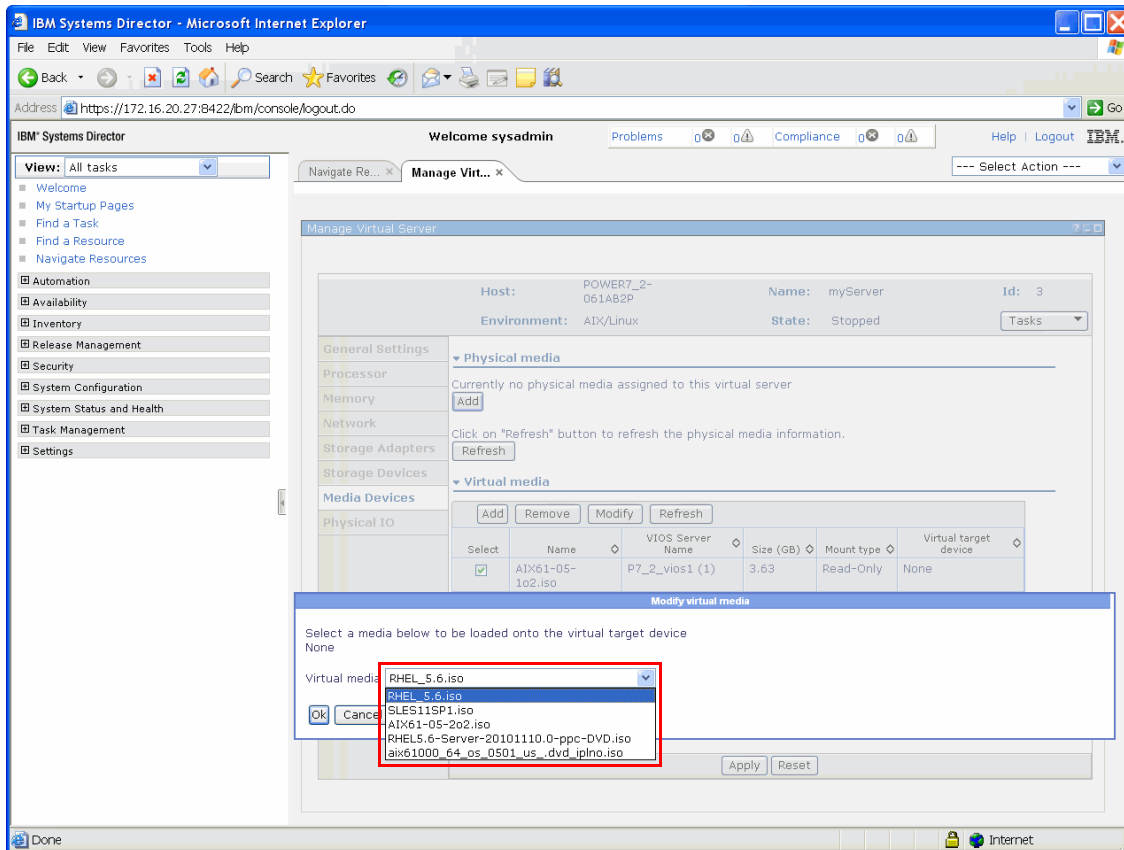 IBM Systems Director - Microsoft Internet Explorer
File Edit View Favorites Tools Help
Back Search Favorites
Address https://172.16.20.27:8422/ibm/console/logout.do Go
IBM® Systems Director Welcome sysadmin Problems 0 0 Compliance 0 0 Help | Logout IBM.
View: All tasks
Welcome
My Startup Pages
Find a Task
Find a Resource
Navigate Resources
Automation
Availability
Inventory
Release Management
Security
System Configuration
System Status and Health
Task Management
Settings
Navigate Re... × Manage Virt... × --- Select Action ---
Manage Virtual Server
Host: POWER7_2-061AB2P Name: myServer Id: 3
Environment: AIX/Linux State: Stopped Tasks
General Settings
Processor
Memory
Network
Storage Adapters
Storage Devices
Media Devices
Physical IO
Physical media
Currently no physical media assigned to this virtual server
Add
Click on "Refresh" button to refresh the physical media information.
Refresh
Virtual media
Add Remove Modify Refresh
Select Name VIOS Server Name Size (GB) Mount type Virtual target device
AIX61-05-1o2.iso P7_2_vios1 (1) 3.63 Read-Only None
Modify virtual media
Select a media below to be loaded onto the virtual target device
None
Virtual media RHEL_5.6.iso
RHEL_5.6.iso
SLES11SP1.iso
AIX61-05-2o2.iso
RHEL5.6-Server-20101110.0-ppc-DVD.iso
aix61000_64_os_0501_us_.dvd_iplno.iso
Ok Cancel
Apply Reset
Done Internet